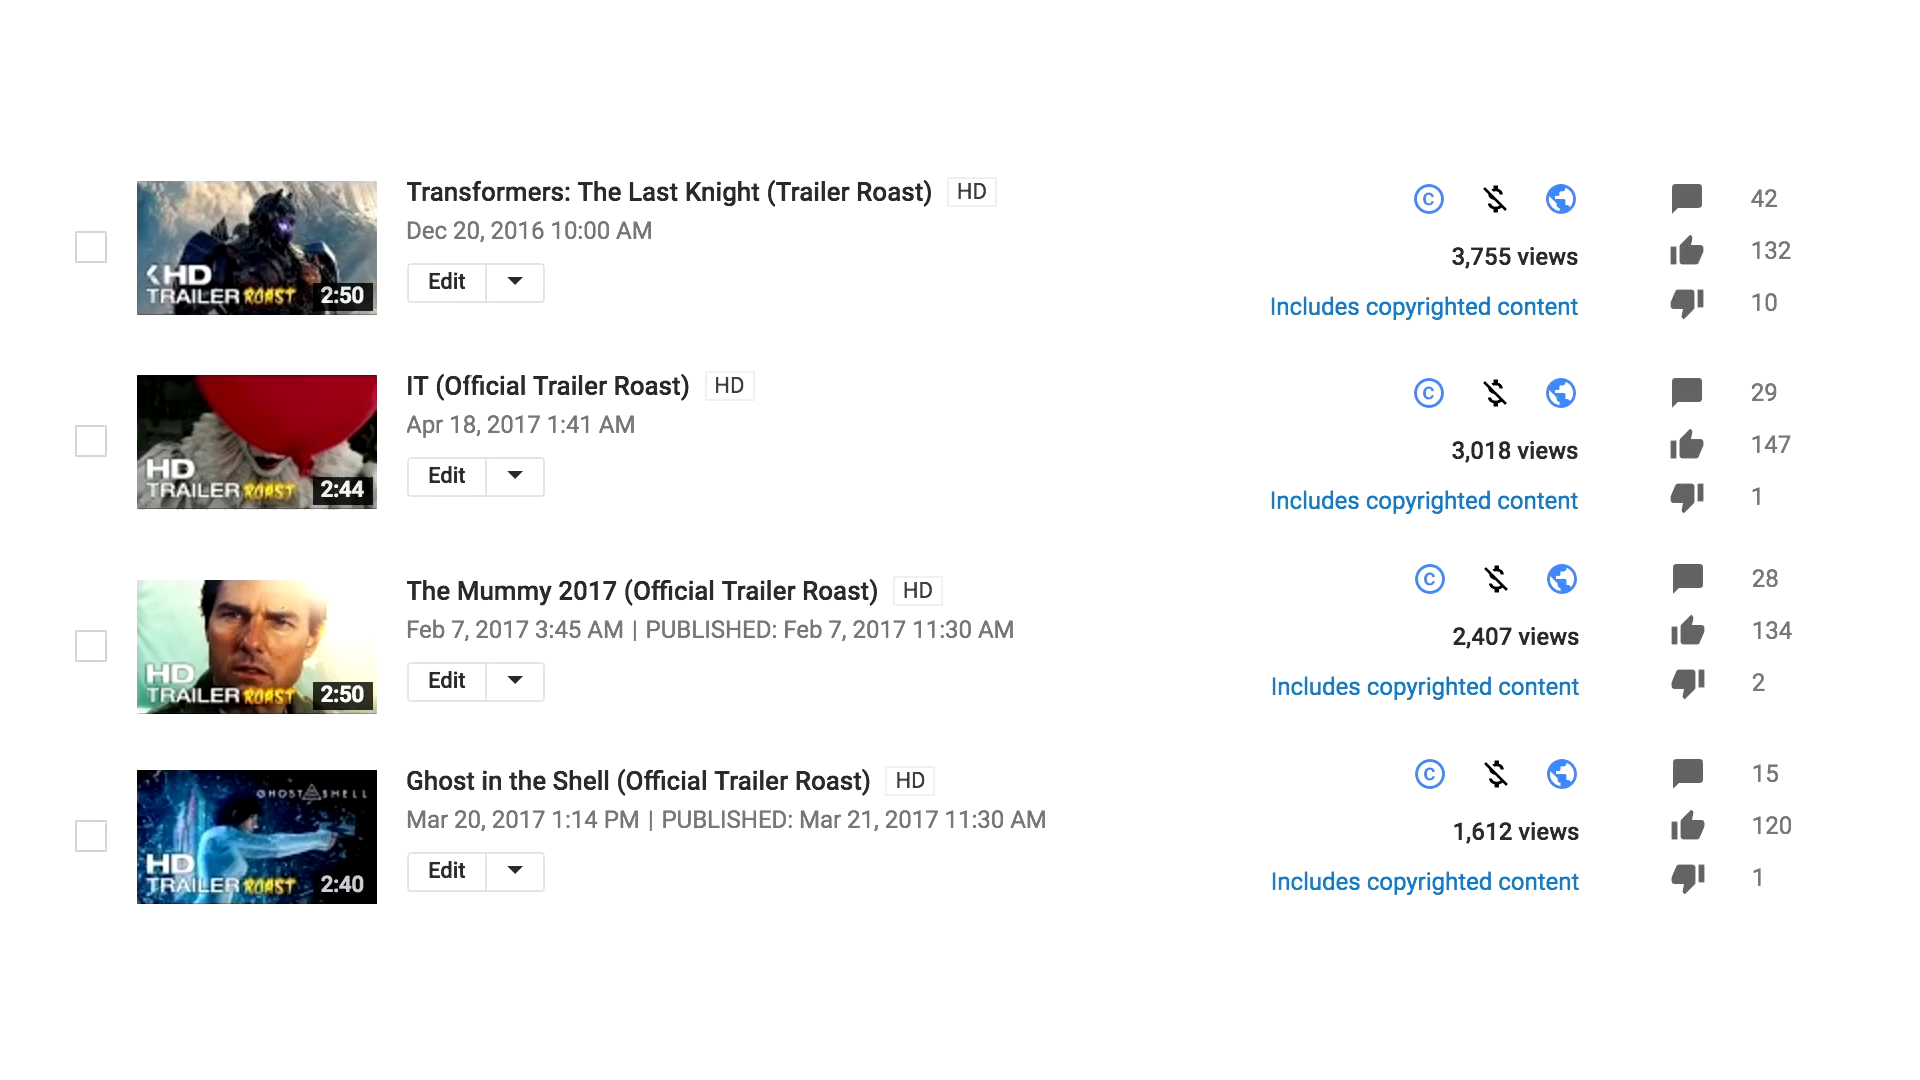 Transformers: The Last Knight (Trailer Roast) HD
Dec 20, 2016 10:00 AM
Edit
HD
TRAILER ROAST 2:50
3,755 views
Includes copyrighted content
42
132
10
IT (Official Trailer Roast) HD
Apr 18, 2017 1:41 AM
Edit
HD
TRAILER ROAST 2:44
3,018 views
Includes copyrighted content
29
147
1
The Mummy 2017 (Official Trailer Roast) HD
Feb 7, 2017 3:45 AM | PUBLISHED: Feb 7, 2017 11:30 AM
Edit
HD
TRAILER ROAST 2:50
2,407 views
Includes copyrighted content
28
134
2
Ghost in the Shell (Official Trailer Roast) HD
Mar 20, 2017 1:14 PM | PUBLISHED: Mar 21, 2017 11:30 AM
Edit
GHOST SHELL
HD
TRAILER ROAST 2:40
1,612 views
Includes copyrighted content
15
120
1